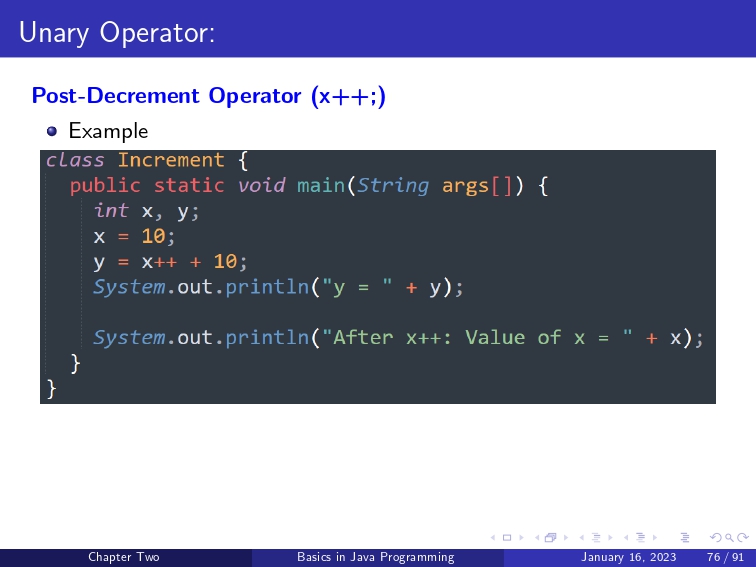 Unary Operator:
Post-Decrement Operator (x++;)
Example
class Increment {
public static void main(String args[]) {
int x, y;
x = 10;
y = x++ + 10;
System.out.println("y = " + y);
System.out.println("After x++: Value of x = " + x);
}
}
Chapter Two Basics in Java Programming January 16, 2023 76 / 91